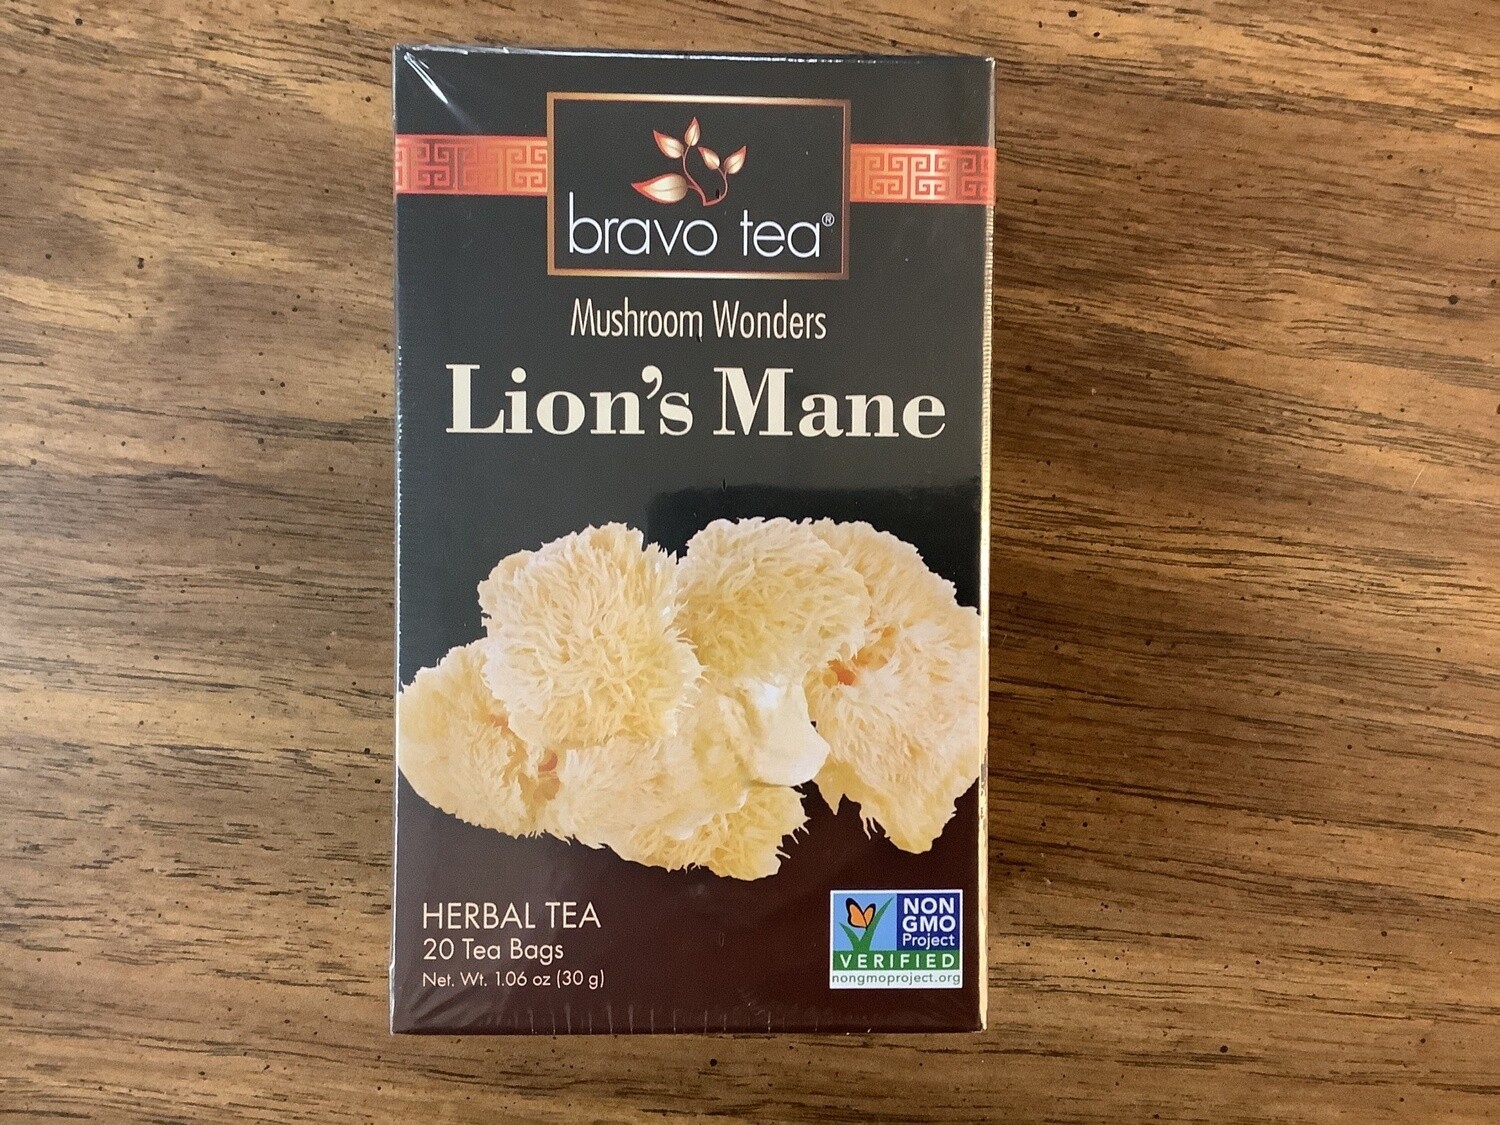 bravo tea®
Mushroom Wonders
Lion's Mane
HERBAL TEA
20 Tea Bags
Net. Wt. 1.06 oz (30 g)
NON
GMO
Project
VERIFIED
nongmoproject.org